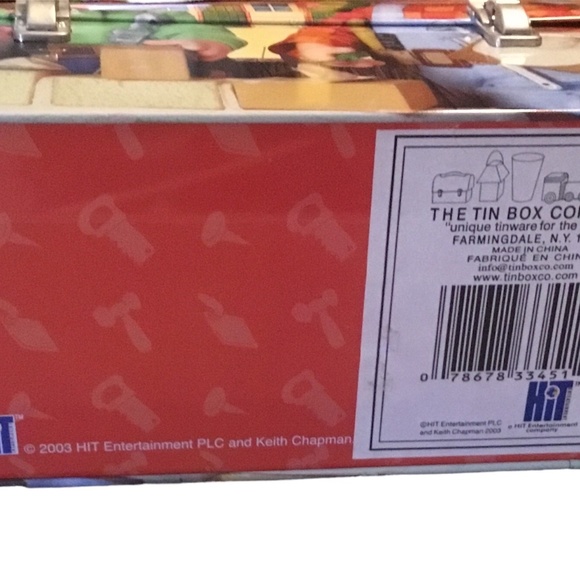 THE TIN BOX CO
"unique tinware for the
FARMINGDALE, N.Y. 1
MADE IN CHINA
FABRIQUÉ EN CHIN
info@tinboxco.com
www.tinboxco.com
0 78678 33451
HiT
©HIT Entertainment PLC
and Keith Chapman 2003
a HIT Entertainment
company
© 2003 HIT Entertainment PLC and Keith Chapman